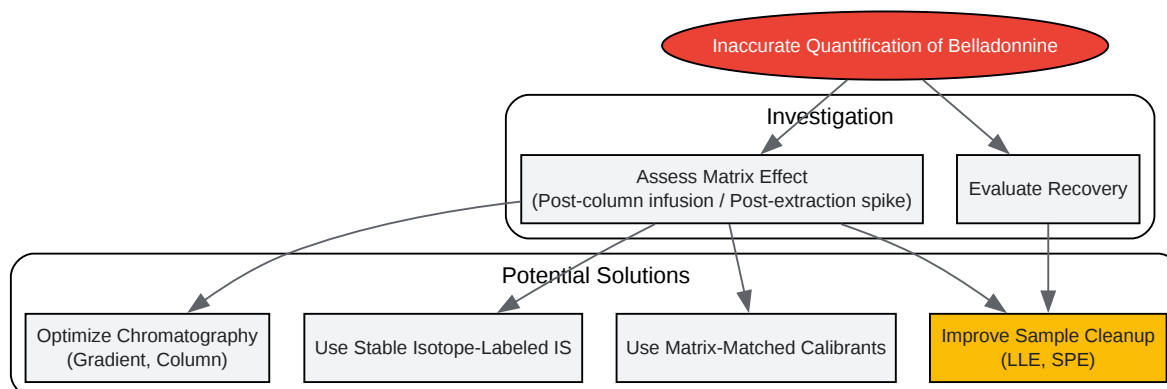 Inaccurate Quantification of Belladonnine
Investigation
Assess Matrix Effect
(Post-column infusion / Post-extraction spike)
Evaluate Recovery
Potential Solutions
Optimize Chromatography
(Gradient, Column)
Use Stable Isotope-Labeled IS
Use Matrix-Matched Calibrants
Improve Sample Cleanup
(LLE, SPE)